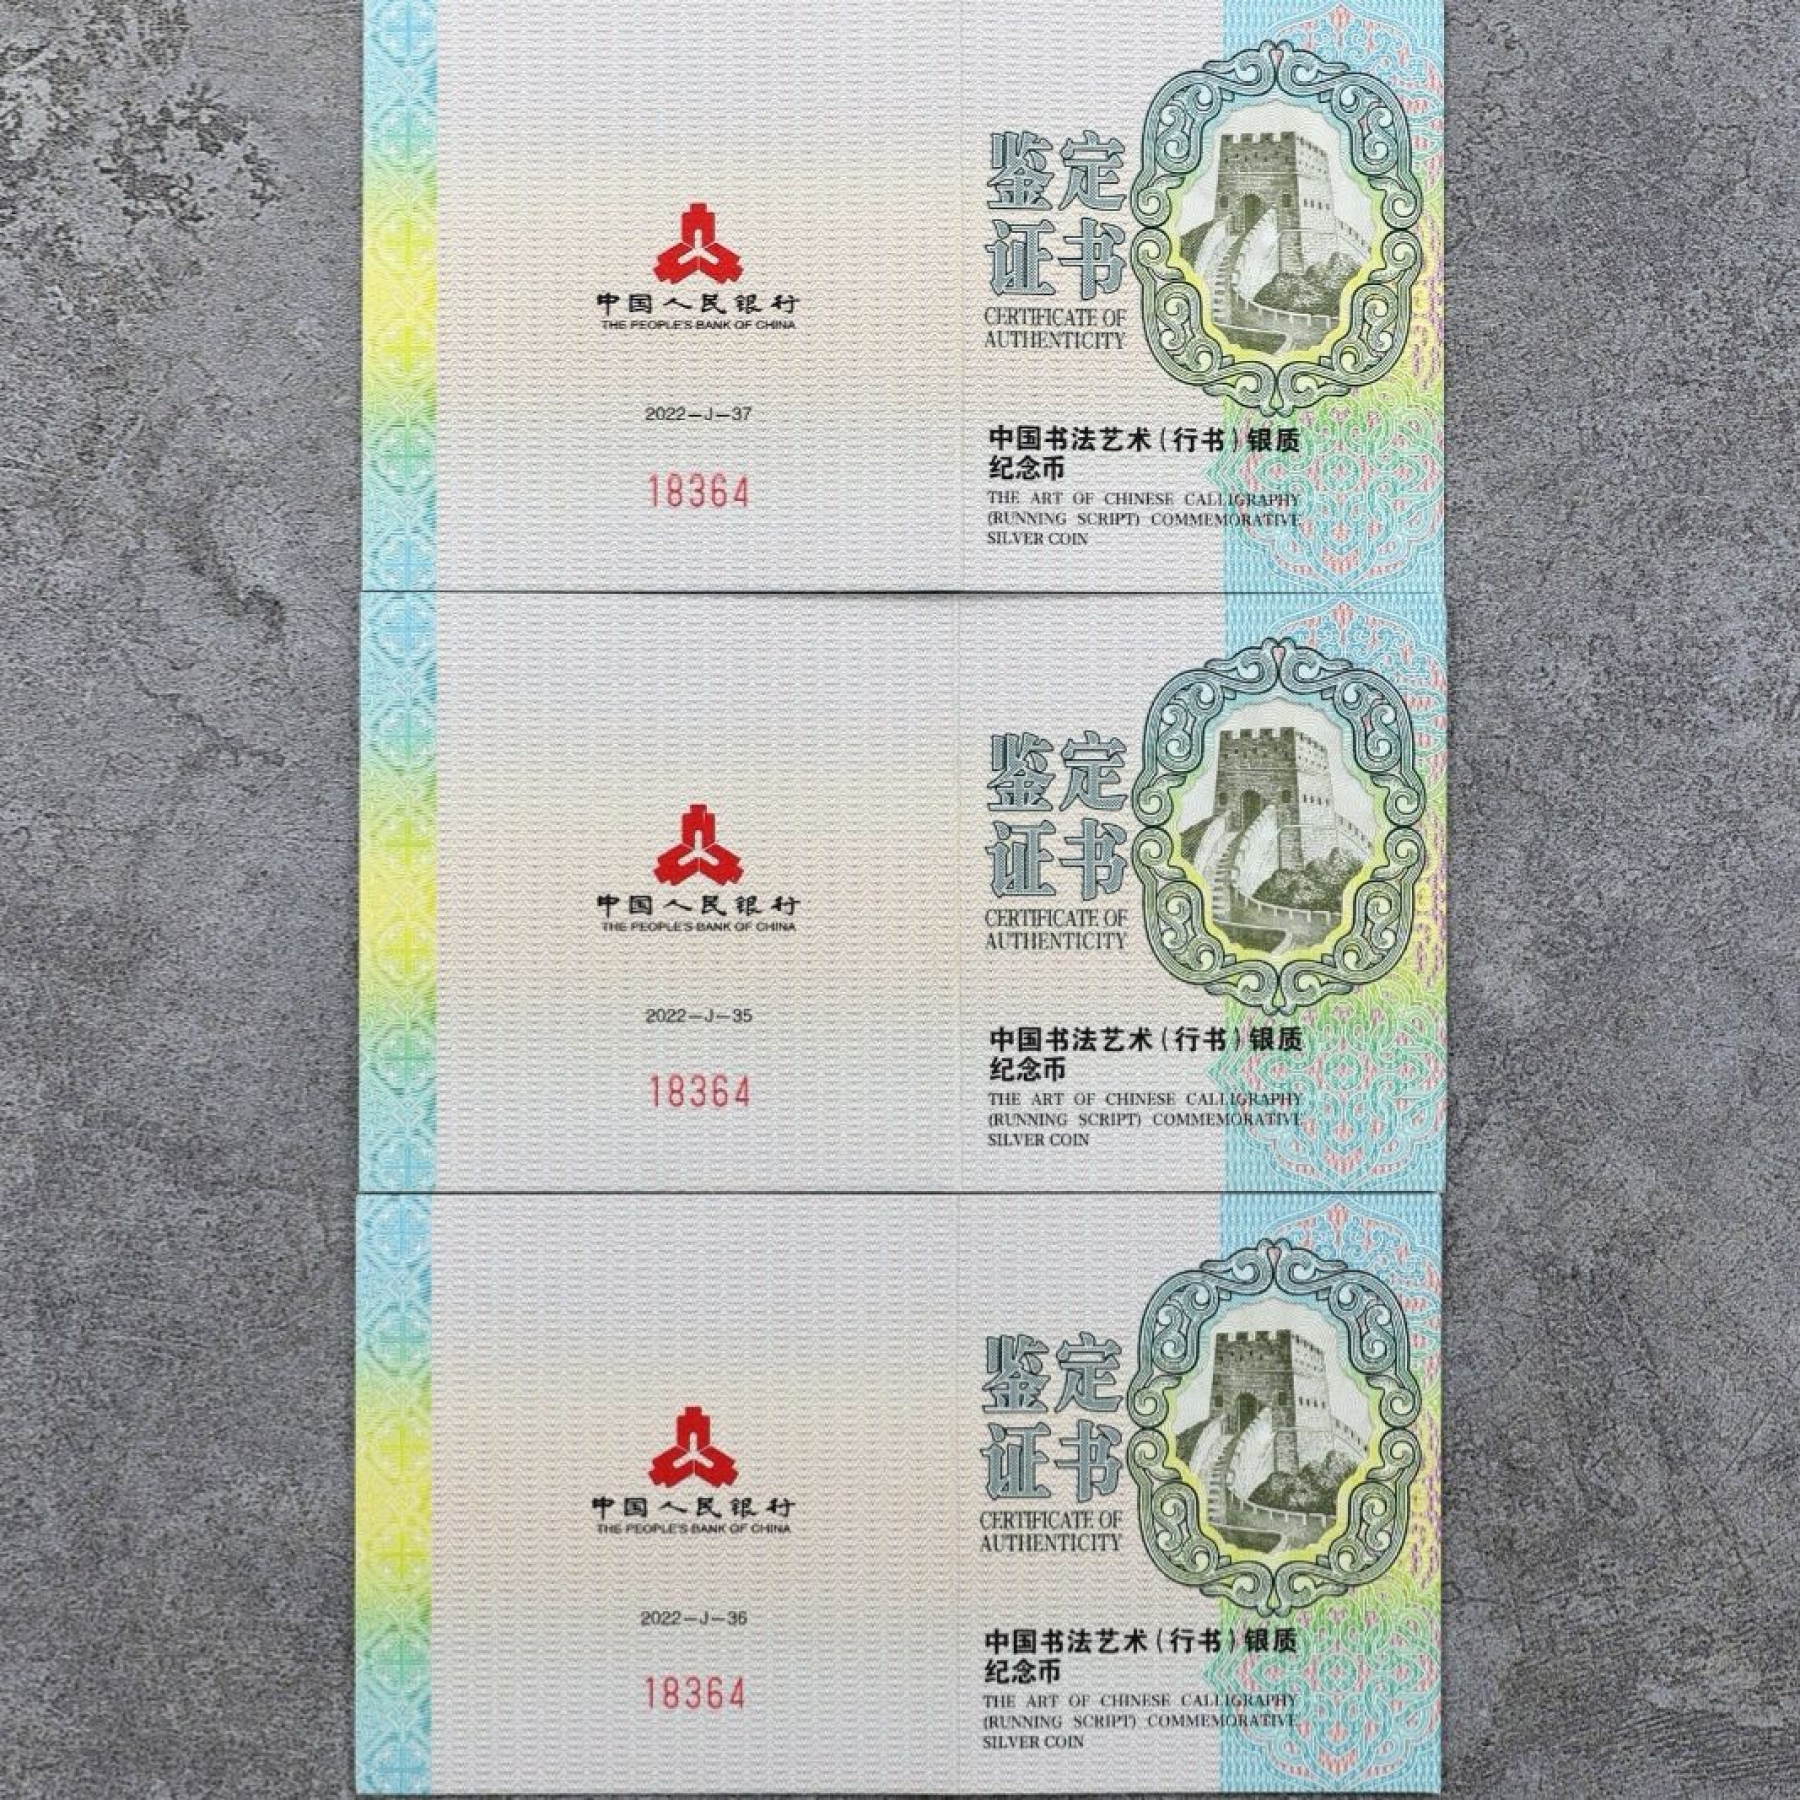 中国人民银行
THE PEOPLE'S BANK OF CHINA
2022-J-37
18364
鉴定
证书
CERTIFICATE OF
AUTHENTICITY
中国书法艺术(行书)银质
纪念币
THE ART OF CHINESE CALLIGRAPHY
(RUNNING SCRIPT) COMMEMORATIVE
SILVER COIN
中国人民银行
THE PEOPLE'S BANK OF CHINA
2022-J-35
18364
鉴定
证书
CERTIFICATE OF
AUTHENTICITY
中国书法艺术(行书)银质
纪念币
THE ART OF CHINESE CALLIGRAPHY
(RUNNING SCRIPT) COMMEMORATIVE
SILVER COIN
中国人民银行
THE PEOPLE'S BANK OF CHINA
2022-J-36
18364
鉴定
证书
CERTIFICATE OF
AUTHENTICITY
中国书法艺术(行书)银质
纪念币
THE ART OF CHINESE CALLIGRAPHY
(RUNNING SCRIPT) COMMEMORATIVE
SILVER COIN